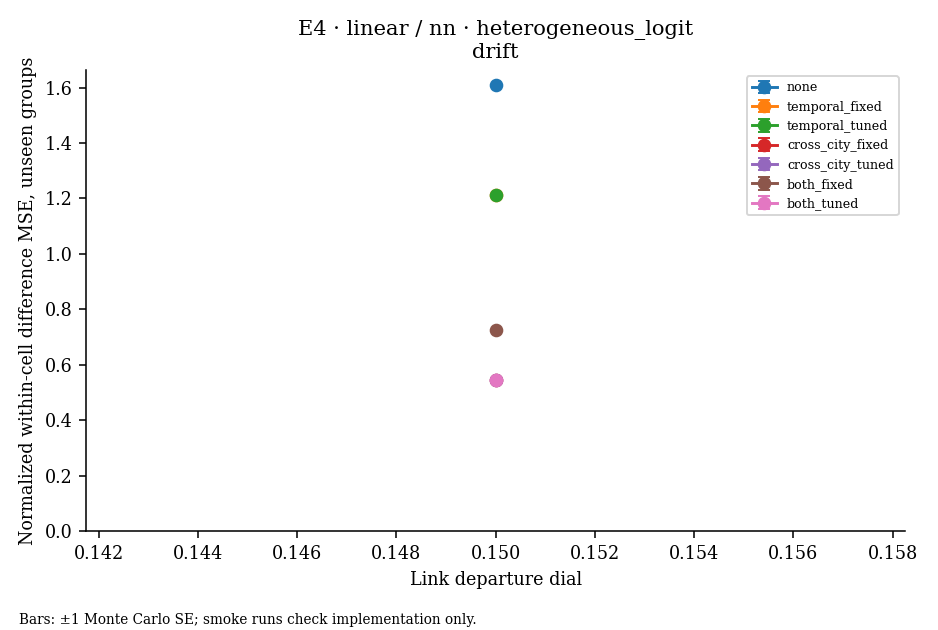 E4 · linear / nn · heterogeneous_logit
drift
Normalized within-cell difference MSE, unseen groups
1.6
1.4
1.2
1.0
0.8
0.6
0.4
0.2
0.0
none
temporal_fixed
temporal_tuned
cross_city_fixed
cross_city_tuned
both_fixed
both_tuned
0.142 0.144 0.146 0.148 0.150 0.152 0.154 0.156 0.158
Link departure dial
Bars: ±1 Monte Carlo SE; smoke runs check implementation only.